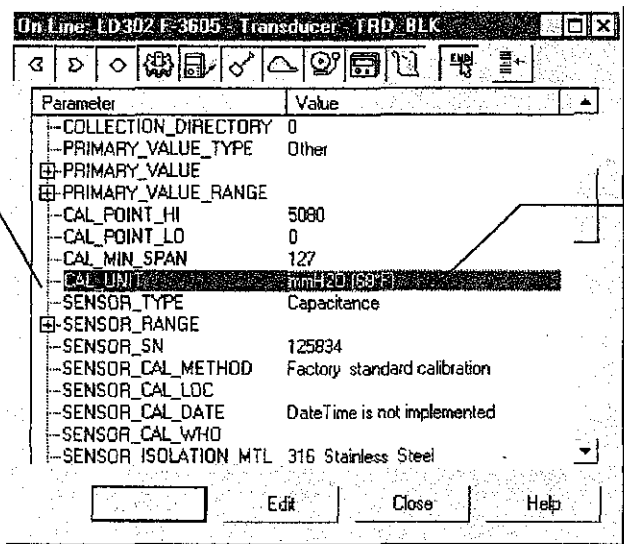 On Line: LD302 F-3605 - Transducer - TRD_BLK
Parameter Value
COLLECTION_DIRECTORY 0
PRIMARY_VALUE_TYPE Other
PRIMARY_VALUE
PRIMARY_VALUE_RANGE
CAL_POINT_HI 5080
CAL_POINT_LO 0
CAL_MIN_SPAN 127
CAL_UNIT mmH2O (68°F)
SENSOR_TYPE Capacitance
SENSOR_RANGE
SENSOR_SN 125834
SENSOR_CAL_METHOD Factory standard calibration
SENSOR_CAL_LOC
SENSOR_CAL_DATE DateTime is not implemented
SENSOR_CAL_WHO
SENSOR_ISOLATION_MTL 316 Stainless Steel
Edit Close Help